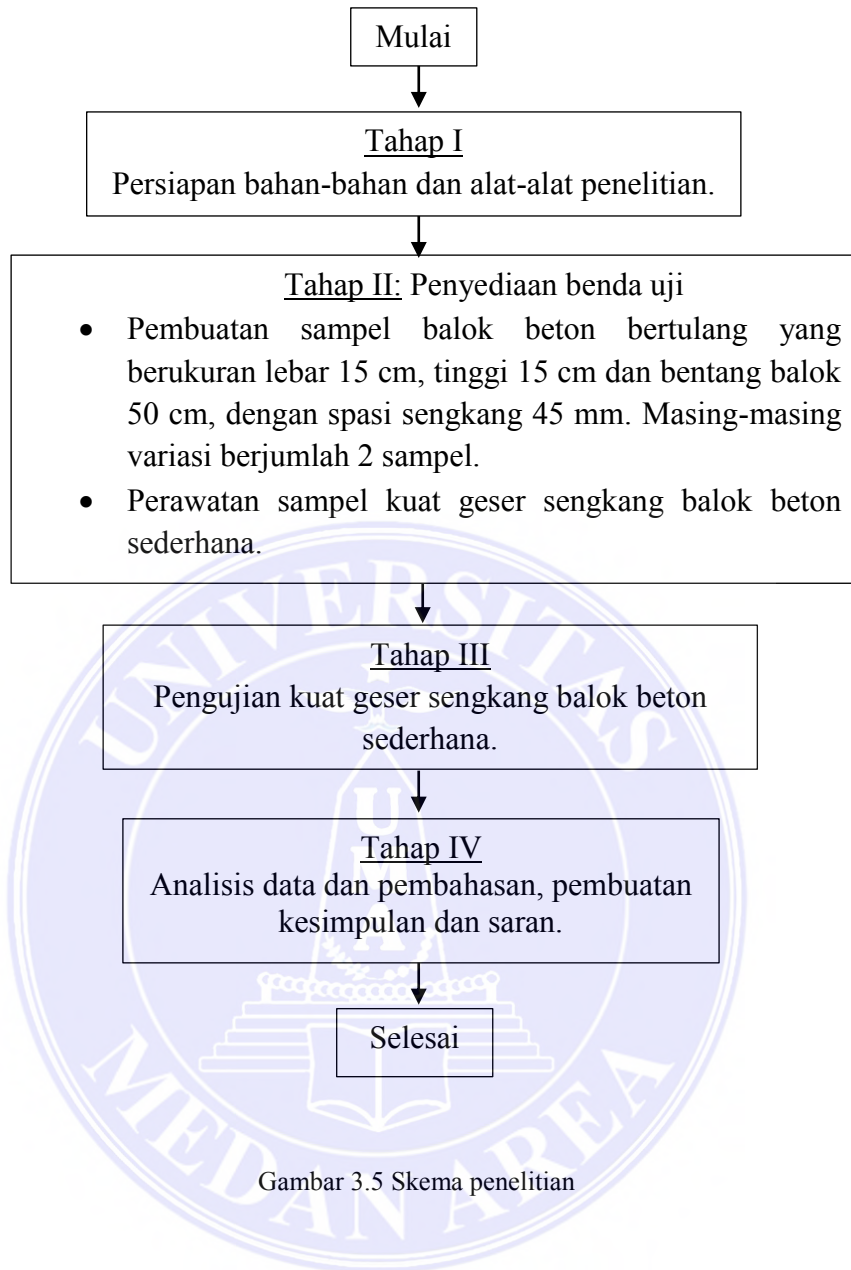 Mulai
Tahap I
Persiapan bahan-bahan dan alat-alat penelitian.
Tahap II: Penyediaan benda uji
• Pembuatan sampel balok beton bertulang yang
berukuran lebar 15 cm, tinggi 15 cm dan bentang balok
50 cm, dengan spasi sengkang 45 mm. Masing-masing
variasi berjumlah 2 sampel.
• Perawatan sampel kuat geser sengkang balok beton
sederhana.
Tahap III
Pengujian kuat geser sengkang balok beton
sederhana.
Tahap IV
Analisis data dan pembahasan, pembuatan
kesimpulan dan saran.
Selesai
Gambar 3.5 Skema penelitian
UNIVERSITAS
U
M
A
MEDAN AREA